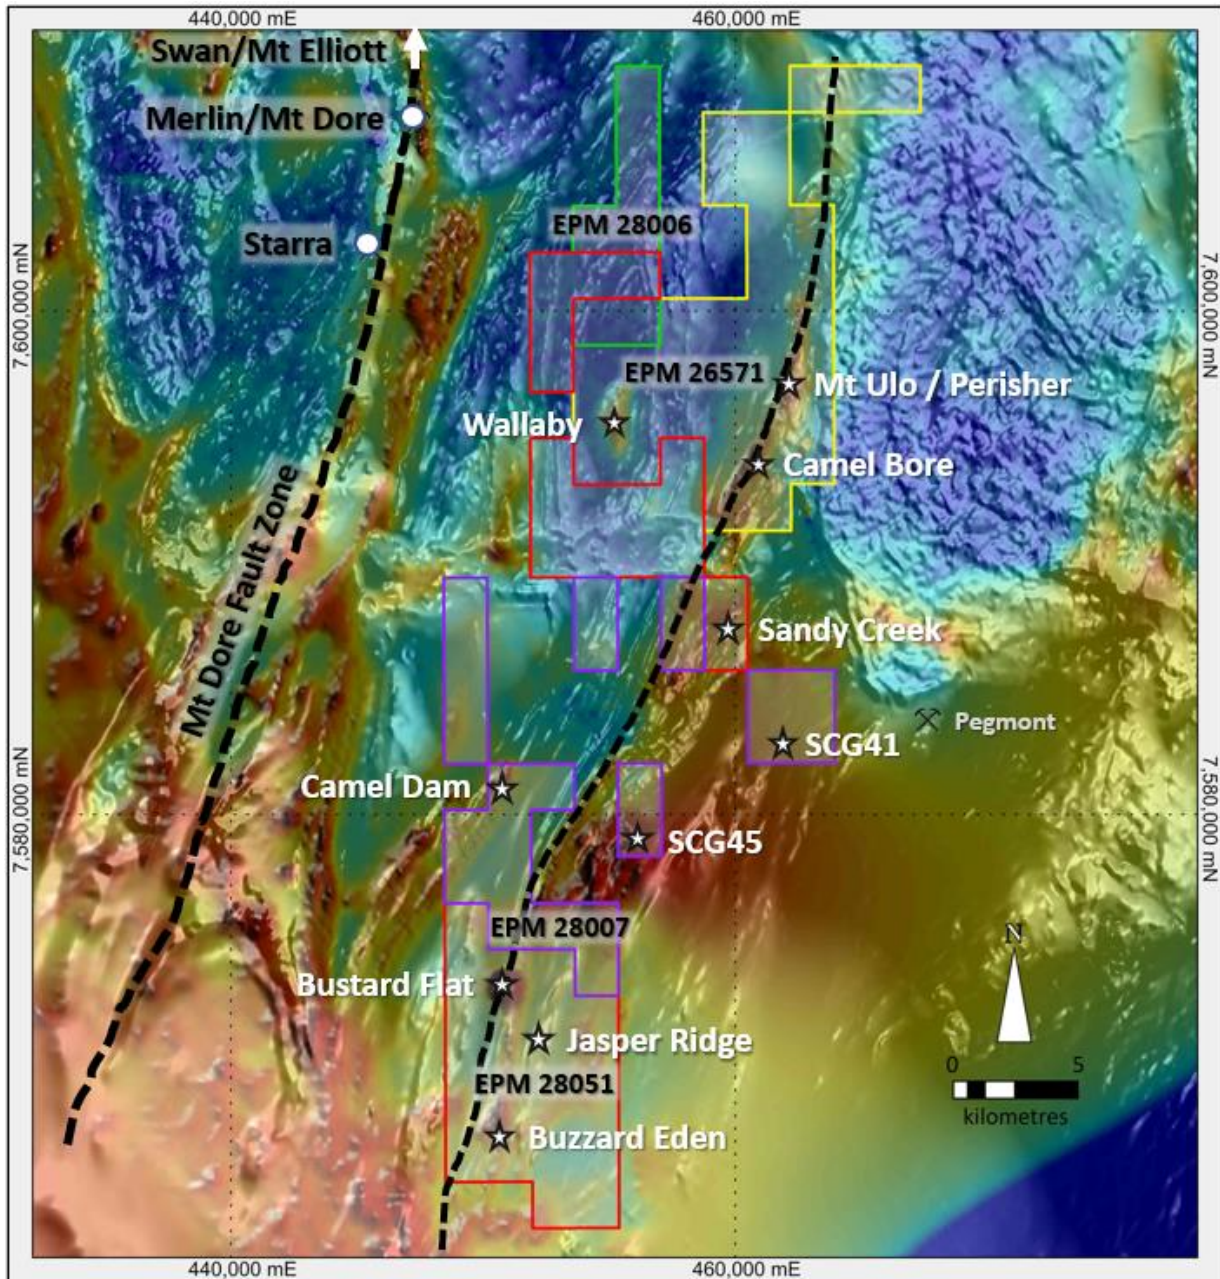 440,000 mE
460,000 mE
Swan/Mt Elliott
Merlin/Mt Dore
Starra
EPM 28006
7,600,000 mN
7,600,000 mN
EPM 26571
Mt Ulo / Perisher
Wallaby
Camel Bore
Mt Dore Fault Zone
Sandy Creek
Pegmont
SCG41
Camel Dam
7,580,000 mN
7,580,000 mN
SCG45
EPM 28007
N
Bustard Flat
Jasper Ridge
0 5
kilometres
EPM 28051
Buzzard Eden
440,000 mE
460,000 mE